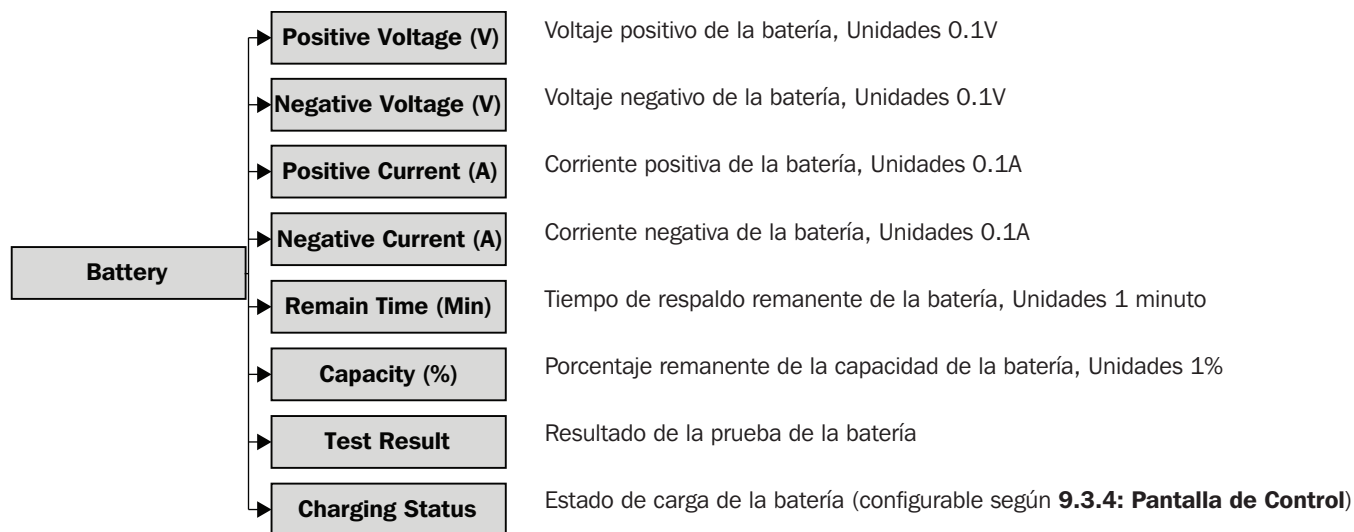 Positive Voltage (V) Voltaje positivo de la batería, Unidades 0.1V
Negative Voltage (V) Voltaje negativo de la batería, Unidades 0.1V
Positive Current (A) Corriente positiva de la batería, Unidades 0.1A
Negative Current (A) Corriente negativa de la batería, Unidades 0.1A
Battery
Remain Time (Min) Tiempo de respaldo remanente de la batería, Unidades 1 minuto
Capacity (%) Porcentaje remanente de la capacidad de la batería, Unidades 1%
Test Result Resultado de la prueba de la batería
Charging Status Estado de carga de la batería (configurable según 9.3.4: Pantalla de Control)